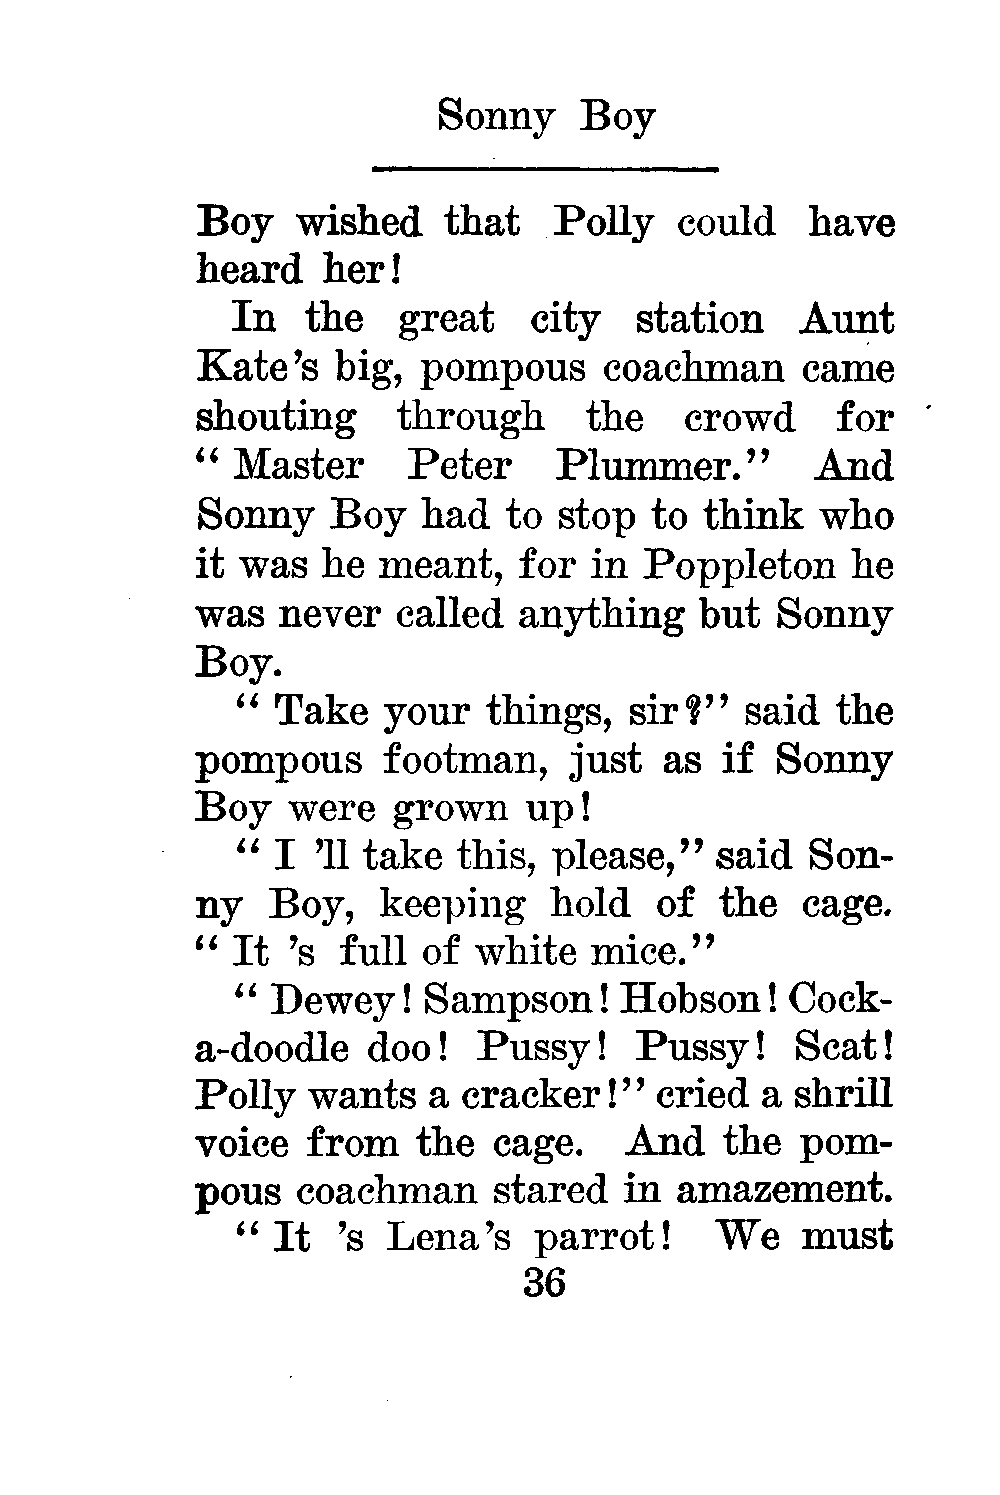 Sonny Boy
Boy wished that Polly could have
heard her!
In the great city station Aunt
Kate's big, pompous coachman came
shouting through the crowd for
“ Master Peter Plummer.” And
Sonny Boy had to stop to think who
it was he meant, for in Poppleton he
was never called anything but Sonny
Boy.
“ Take your things, sir?” said the
pompous footman, just as if Sonny
Boy were grown up!
“ I 'll take this, please,” said Son-
ny Boy, keeping hold of the cage.
“ It 's full of white mice.”
“ Dewey! Sampson! Hobson! Cock-
a-doodle doo! Pussy! Pussy! Scat!
Polly wants a cracker!” cried a shrill
voice from the cage. And the pom-
pous coachman stared in amazement.
“ It 's Lena's parrot! We must
36